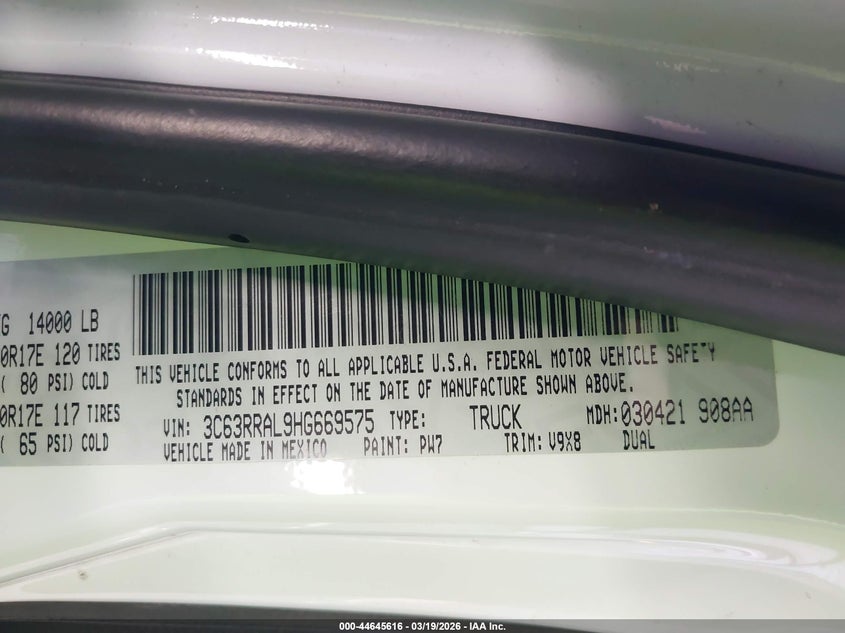 G 14000 LB
0R17E 120 TIRES
( 80 PSI) COLD
0R17E 117 TIRES
( 65 PSI) COLD
THIS VEHICLE CONFORMS TO ALL APPLICABLE U.S.A. FEDERAL MOTOR VEHICLE SAFETY
STANDARDS IN EFFECT ON THE DATE OF MANUFACTURE SHOWN ABOVE.
VIN: 3C63RRAL9HG669575 TYPE: TRUCK MDH: 030421 908AA
VEHICLE MADE IN MEXICO PAINT: PW7 TRIM: V9X8 DUAL
000-44645616 - 03/19/2026 - IAA Inc.